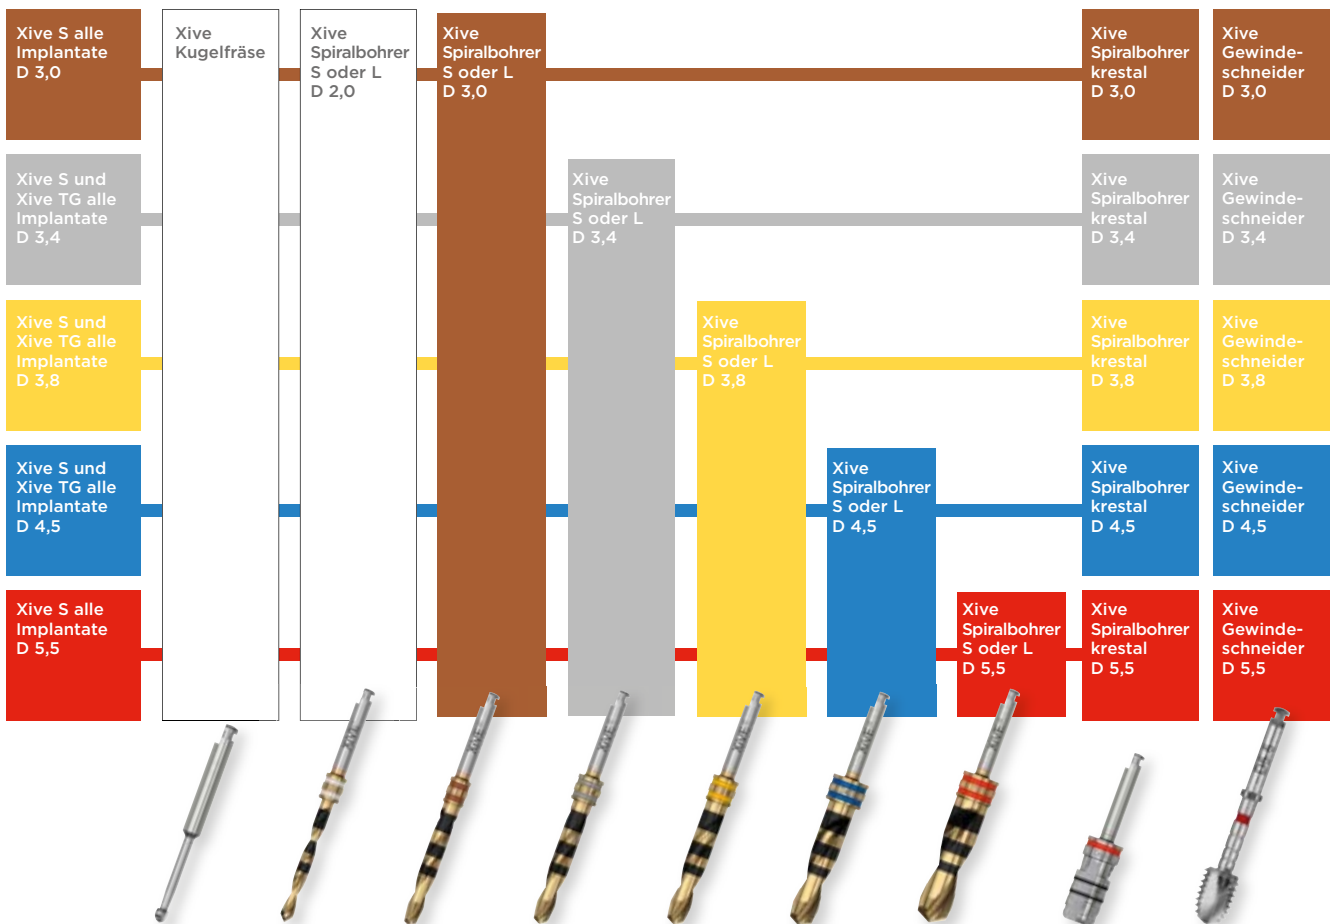 Xive S alle
Implantate
D 3,0
Xive
Kugelfräse
Xive
Spiralbohrer
S oder L
D 2,0
Xive
Spiralbohrer
S oder L
D 3,0
Xive
Spiralbohrer
krestal
D 3,0
Xive
Gewinde-
schneider
D 3,0
Xive S und
Xive TG alle
Implantate
D 3,4
Xive
Spiralbohrer
S oder L
D 3,4
Xive
Spiralbohrer
krestal
D 3,4
Xive
Gewinde-
schneider
D 3,4
Xive S und
Xive TG alle
Implantate
D 3,8
Xive
Spiralbohrer
S oder L
D 3,8
Xive
Spiralbohrer
krestal
D 3,8
Xive
Gewinde-
schneider
D 3,8
Xive S und
Xive TG alle
Implantate
D 4,5
Xive
Spiralbohrer
S oder L
D 4,5
Xive
Spiralbohrer
krestal
D 4,5
Xive
Gewinde-
schneider
D 4,5
Xive S alle
Implantate
D 5,5
Xive
Spiralbohrer
S oder L
D 5,5
Xive
Spiralbohrer
krestal
D 5,5
Xive
Gewinde-
schneider
D 5,5
XiVE
XiVE
XiVE
XiVE
XiVE
XiVE